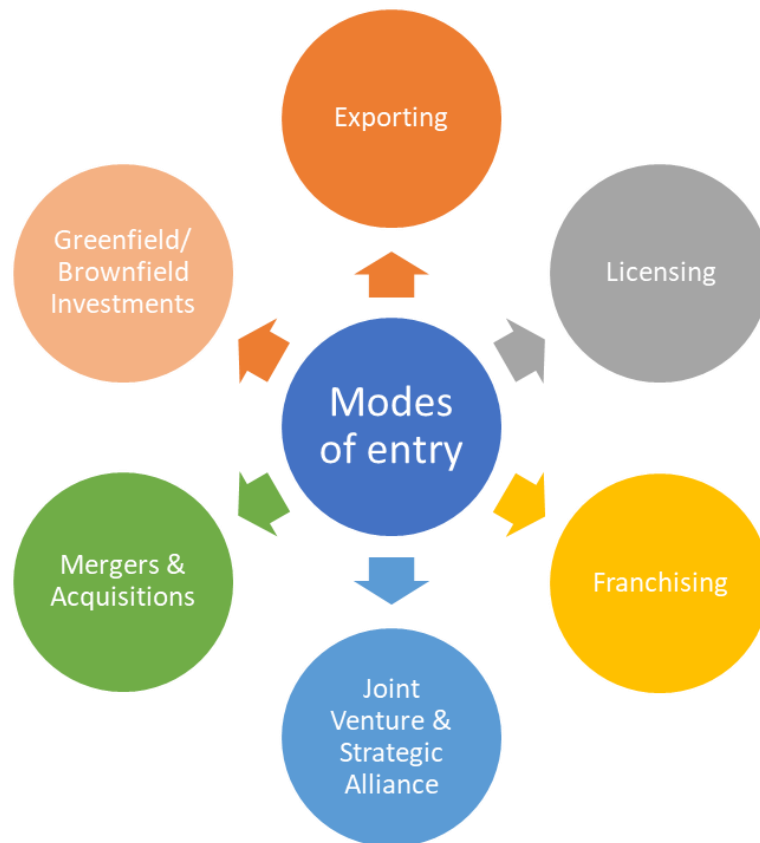 Exporting
Licensing
Franchising
Joint
Venture &
Strategic
Alliance
Mergers &
Acquisitions
Greenfield/
Brownfield
Investments
Modes
of entry